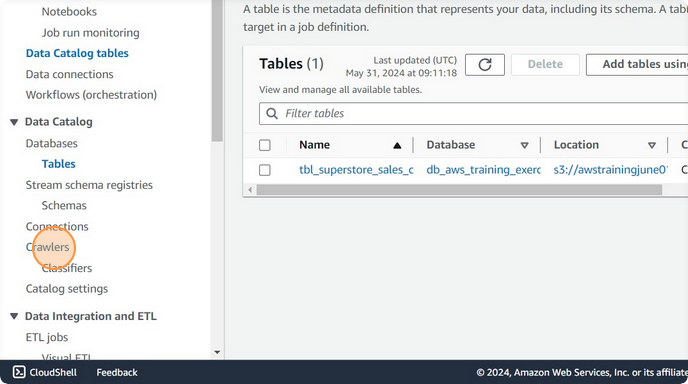 Notebooks
Job run monitoring
Data Catalog tables
Data connections
Workflows (orchestration)
Data Catalog
Databases
Tables
Stream schema registries
Schemas
Connections
Crawlers
Classifiers
Catalog settings
Data Integration and ETL
ETL jobs
Visual ETL
A table is the metadata definition that represents your data, including its schema. A
target in a job definition.
Tables (1)
Last updated (UTC)
May 31, 2024 at 09:11:18
Delete
Add tables using
View and manage all available tables.
Filter tables
Name
Database
Location
tbl_superstore_sales_c
db_aws_training_exerc
s3://awstrainingjune0
CloudShell
Feedback
© 2024, Amazon Web Services, Inc. or its affiliate